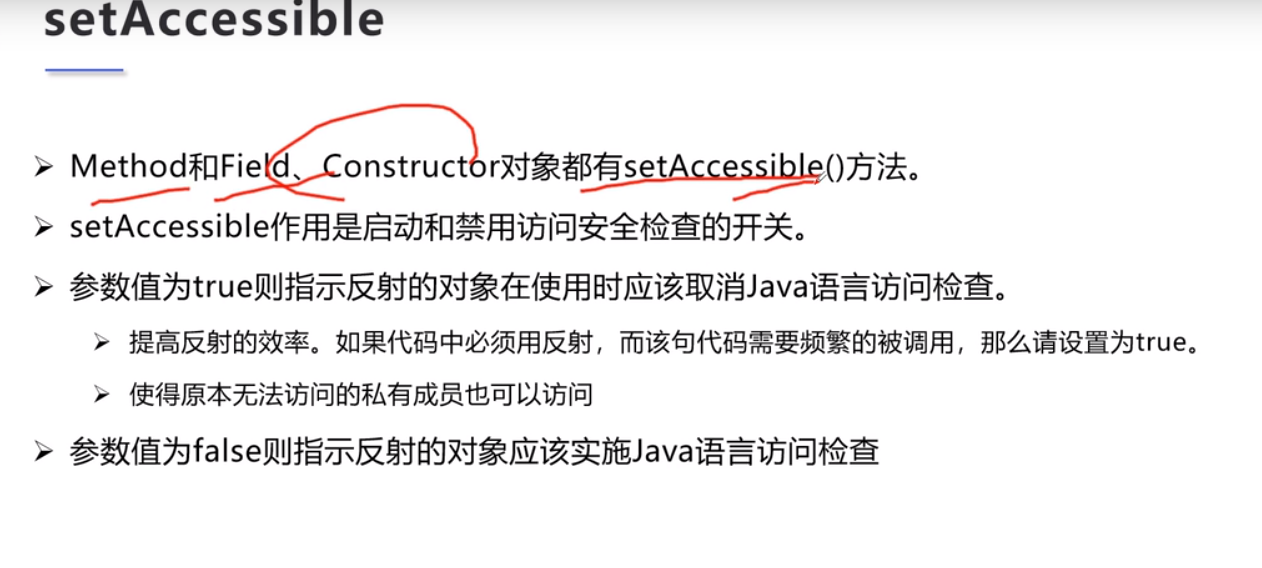 setAccessible
➢ Method和Field、Constructor对象都有setAccessible()方法。
➢ setAccessible作用是启动和禁用访问安全检查的开关。
➢ 参数值为true则指示反射的对象在使用时应该取消Java语言访问检查。
➢ 提高反射的效率。如果代码中必须用反射，而该句代码需要频繁的被调用，那么请设置为true。
➢ 使得原本无法访问的私有成员也可以访问
➢ 参数值为false则指示反射的对象应该实施Java语言访问检查